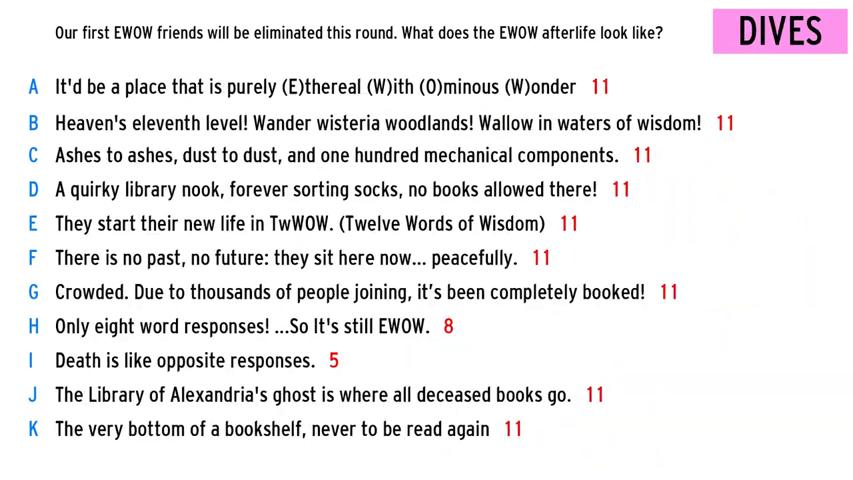 Our first EWOW friends will be eliminated this round. What does the EWOW afterlife look like?
DIVES
A It'd be a place that is purely (E)thereal (W)ith (O)minous (W)onder 11
B Heaven's eleventh level! Wander wisteria woodlands! Wallow in waters of wisdom! 11
C Ashes to ashes, dust to dust, and one hundred mechanical components. 11
D A quirky library nook, forever sorting socks, no books allowed there! 11
E They start their new life in TwWOW. (Twelve Words of Wisdom) 11
F There is no past, no future: they sit here now... peacefully. 11
G Crowded. Due to thousands of people joining, it’s been completely booked! 11
H Only eight word responses! ...So It's still EWOW. 8
I Death is like opposite responses. 5
J The Library of Alexandria's ghost is where all deceased books go. 11
K The very bottom of a bookshelf, never to be read again 11